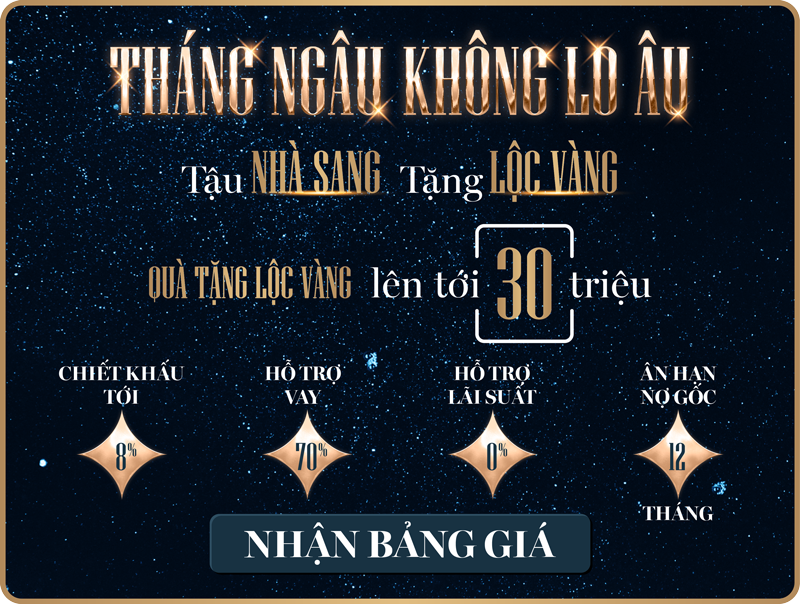 THÁNG NGÂU KHÔNG LO ÂU
Tậu NHÀ SANG Tặng LỘC VÀNG
QUÀ TẶNG LỘC VÀNG lên tới 30 triệu
CHIẾT KHẤU TỚI
8%
HỖ TRỢ VAY
70%
HỖ TRỢ LÃI SUẤT
0%
ÂN HẠN NỢ GỐC
12
THÁNG
NHẬN BẢNG GIÁ